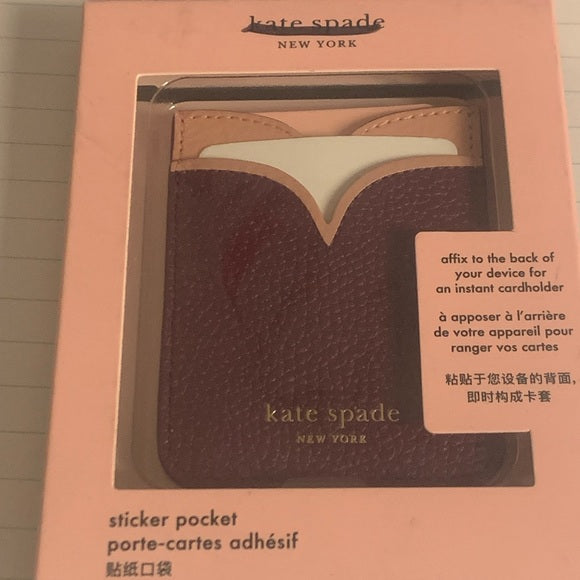 kate spade
NEW YORK
affix to the back of
your device for
an instant cardholder
à apposer à l'arrière
de votre appareil pour
ranger vos cartes
粘贴于您设备的背面,
即时构成卡套
kate spade
NEW YORK
sticker pocket
porte-cartes adhésif
贴纸口袋